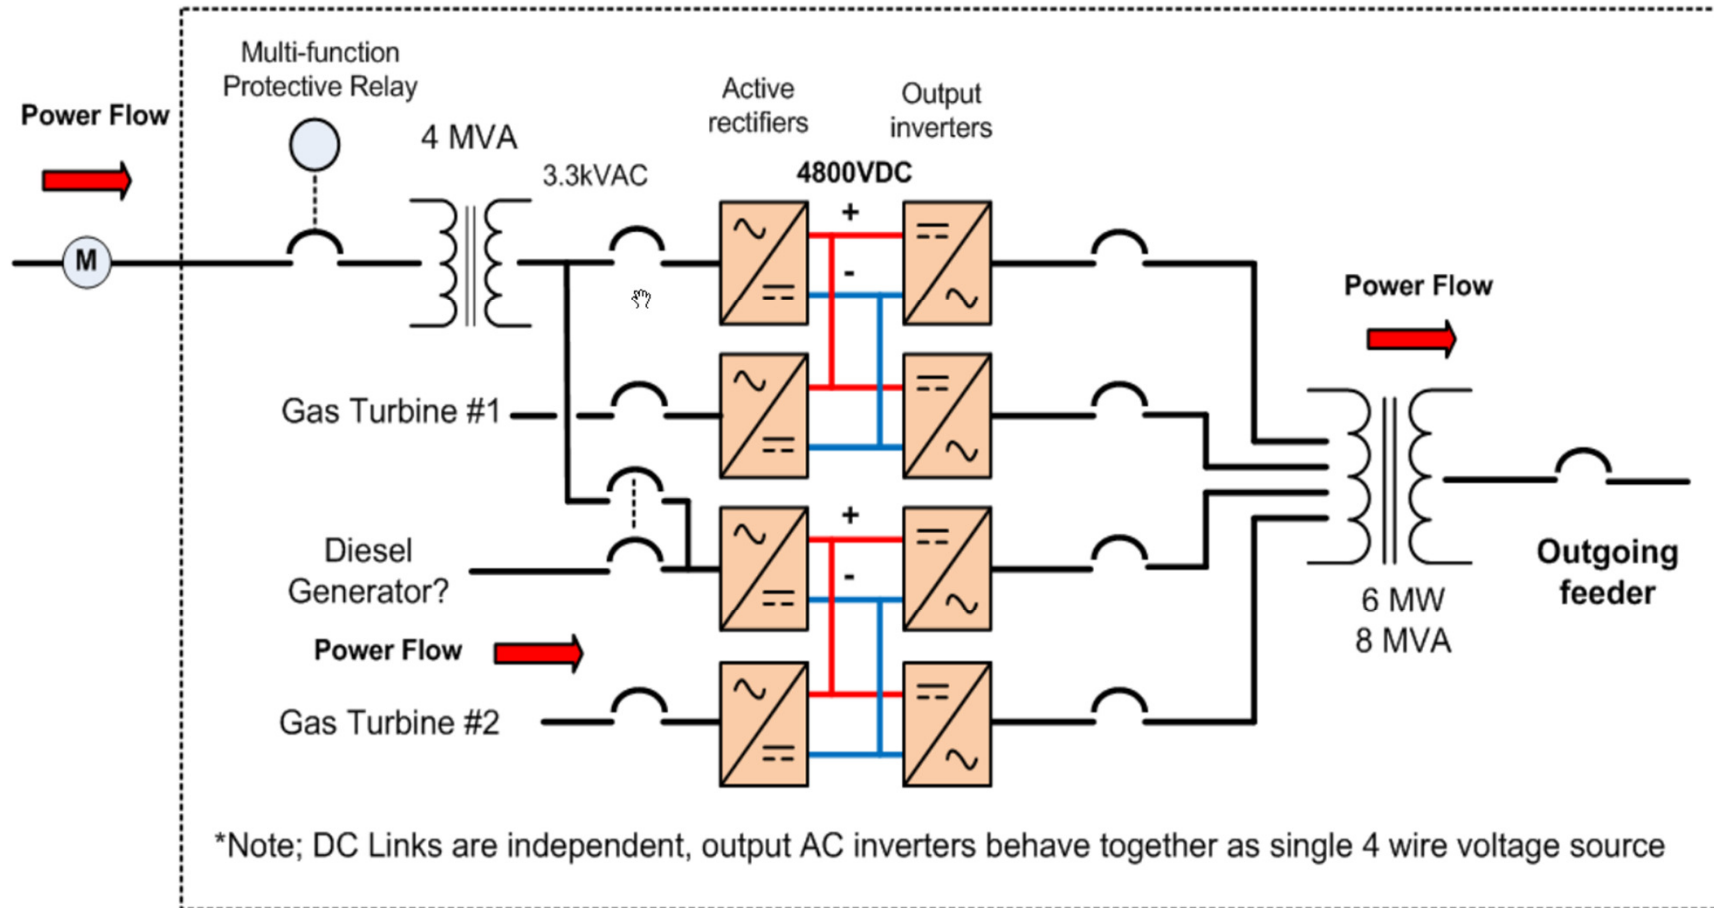 Multi-function
Protective Relay
Power Flow
4 MVA
3.3kVAC
Active
rectifiers
Output
inverters
4800VDC
+
-
M
Power Flow
Gas Turbine #1
Diesel
Generator?
+
-
Outgoing
feeder
6 MW
8 MVA
Power Flow
Gas Turbine #2
*Note; DC Links are independent, output AC inverters behave together as single 4 wire voltage source